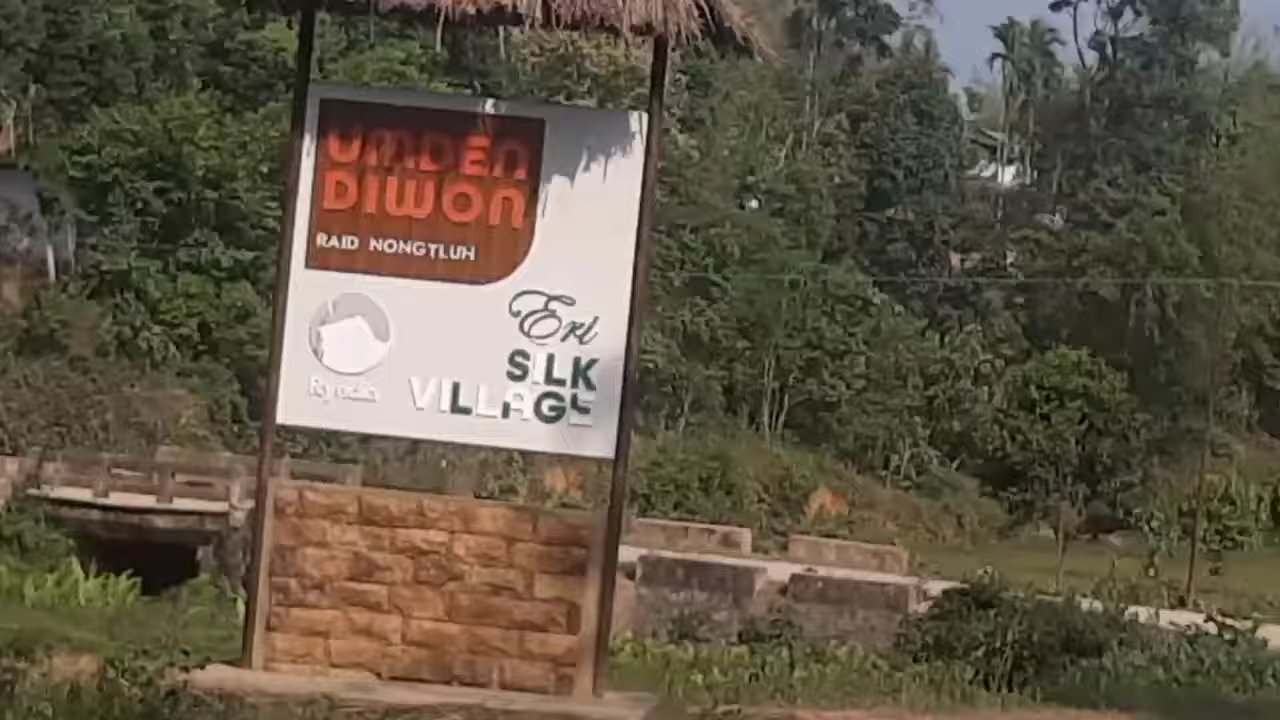 UMDEN
DIWON
RAID NONGTLUH
Eri
SILK
VILLAGE